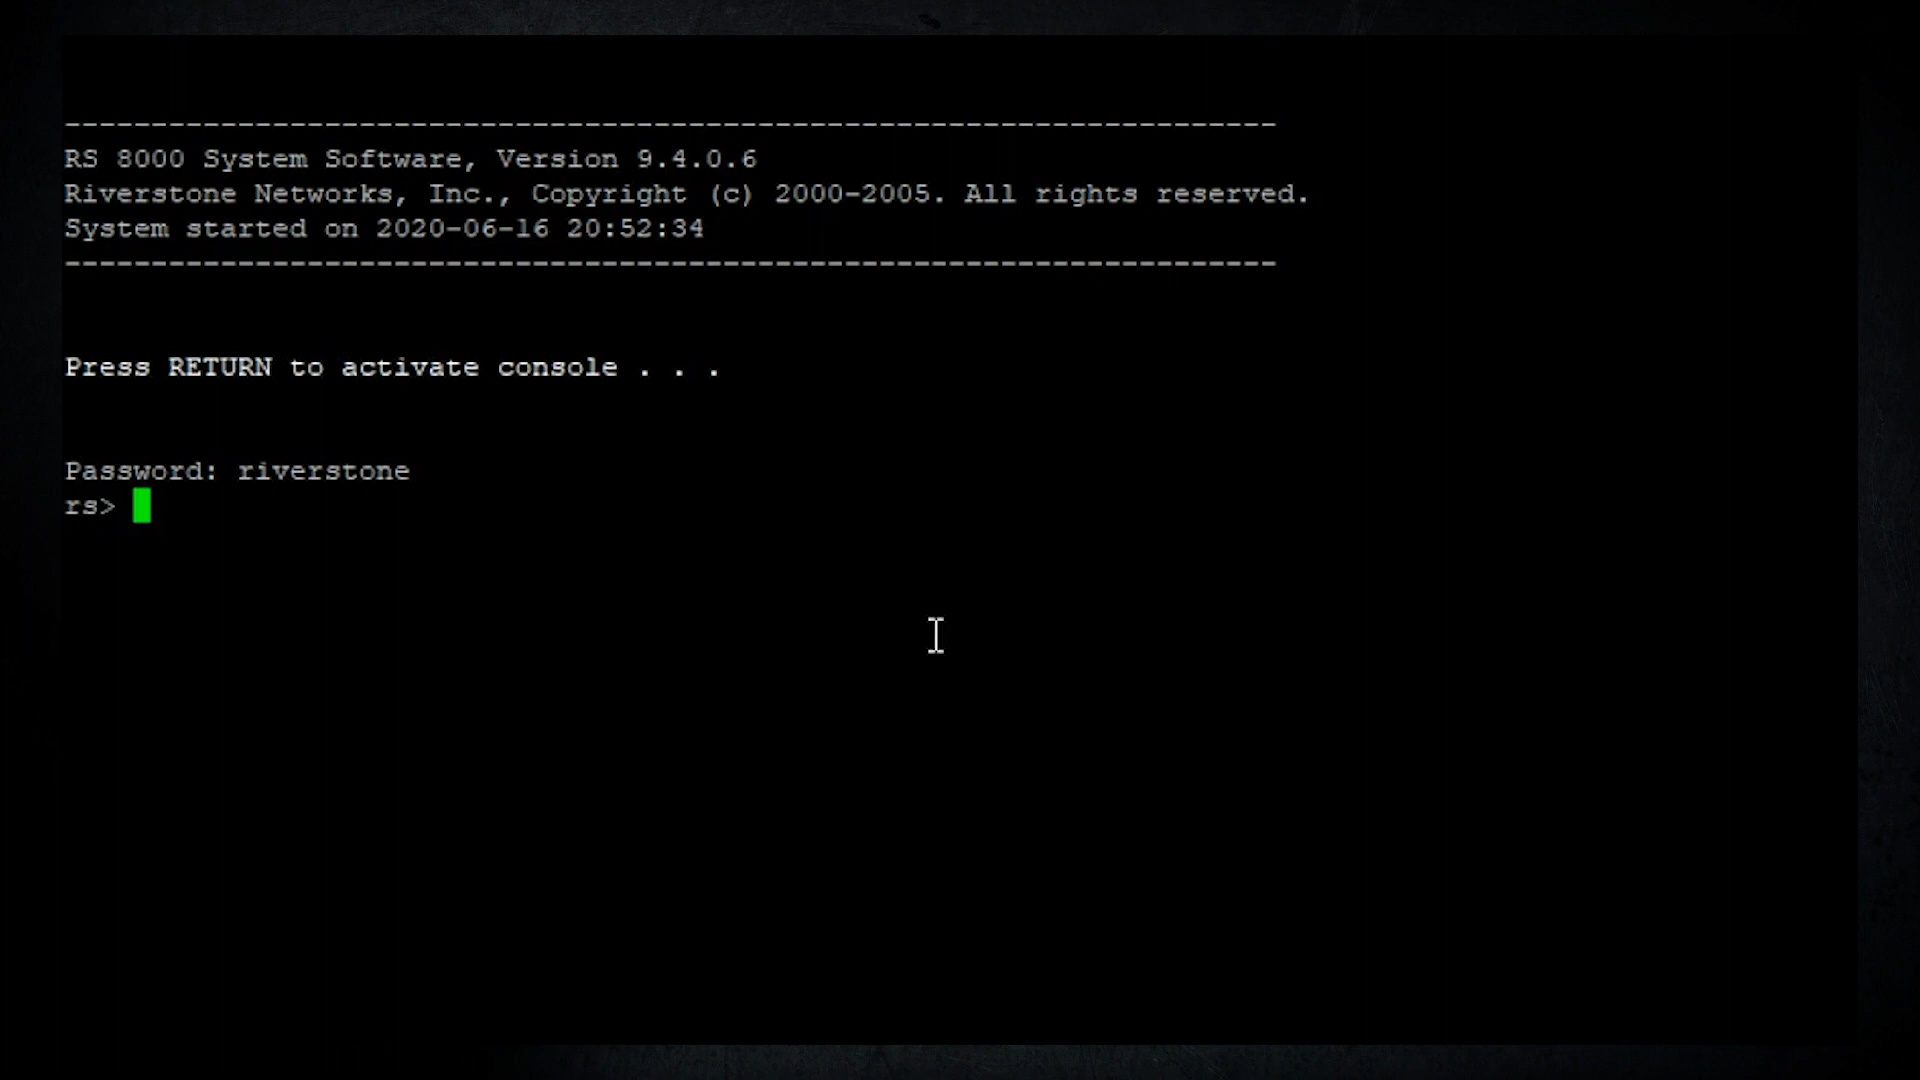 -----------------------------------------------------------------------
RS 8000 System Software, Version 9.4.0.6
Riverstone Networks, Inc., Copyright (c) 2000-2005. All rights reserved.
System started on 2020-06-16 20:52:34
-----------------------------------------------------------------------
Press RETURN to activate console . . .
Password: riverstone
rs>